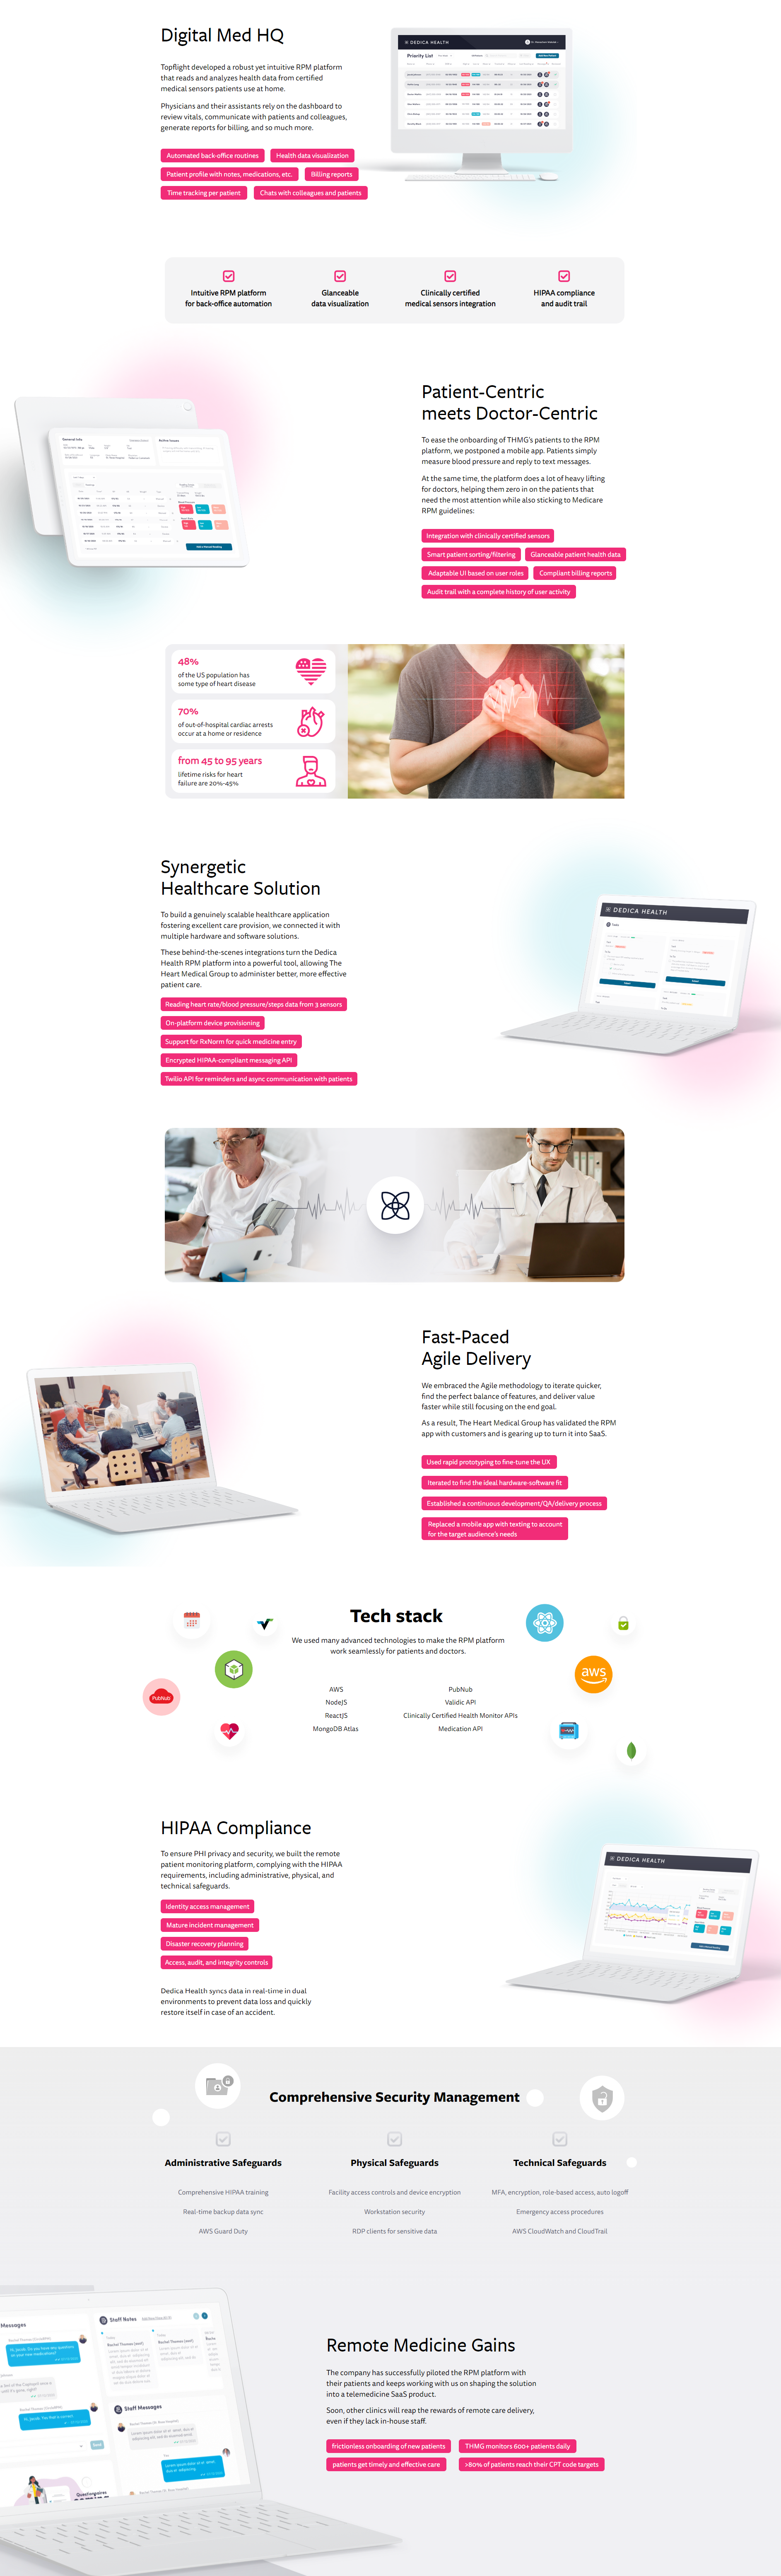 Digital Med HQ
Topflight developed a robust yet intuitive RPM platform
that reads and analyzes health data from certified
medical sensors patients use at home.
Physicians and their assistants rely on the dashboard to
review vitals, communicate with patients and colleagues,
generate reports for billing, and so much more.
Automated back-office routines
Health data visualization
Patient profile with notes, medications, etc.
Billing reports
Time tracking per patient
Chats with colleagues and patients
DEDICA HEALTH
Priority List
Intuitive RPM platform
for back-office automation
Glanceable
data visualization
Clinically certified
medical sensors integration
HIPAA compliance
and audit trail
General Info
Active Issues
Patient-Centric
meets Doctor-Centric
To ease the onboarding of THMG's patients to the RPM
platform, we postponed a mobile app. Patients simply
measure blood pressure and reply to text messages.
At the same time, the platform does a lot of heavy lifting
for doctors, helping them zero in on the patients that
need the most attention while also sticking to Medicare
RPM guidelines:
Integration with clinically certified sensors
Smart patient sorting/filtering
Glanceable patient health data
Adaptable UI based on user roles
Compliant billing reports
Audit trail with a complete history of user activity
48%
of the US population has
some type of heart disease
70%
of out-of-hospital cardiac arrests
occur at a home or residence
from 45 to 95 years
lifetime risks for heart
failure are 20%-45%
Synergetic
Healthcare Solution
To build a genuinely scalable healthcare application
fostering excellent care provision, we connected it with
multiple hardware and software solutions.
These behind-the-scenes integrations turn the Dedica
Health RPM platform into a powerful tool, allowing The
Heart Medical Group to administer better, more effective
patient care.
Reading heart rate/blood pressure/steps data from 3 sensors
On-platform device provisioning
Support for RxNorm for quick medicine entry
Encrypted HIPAA-compliant messaging API
Twilio API for reminders and async communication with patients
DEDICA HEALTH
Fast-Paced
Agile Delivery
We embraced the Agile methodology to iterate quicker,
find the perfect balance of features, and deliver value
faster while still focusing on the end goal.
As a result, The Heart Medical Group has validated the RPM
app with customers and is gearing up to turn it into SaaS.
Used rapid prototyping to fine-tune the UX
Iterated to find the ideal hardware-software fit
Established a continuous development/QA/delivery process
Replaced a mobile app with texting to account
for the target audience's needs
Tech stack
We used many advanced technologies to make the RPM platform
work seamlessly for patients and doctors.
PubNub
aws
AWS
PubNub
NodeJS
Validic API
ReactJS
Clinically Certified Health Monitor APIs
MongoDB Atlas
Medication API
HIPAA Compliance
To ensure PHI privacy and security, we built the remote
patient monitoring platform, complying with the HIPAA
requirements, including administrative, physical, and
technical safeguards.
Identity access management
Mature incident management
Disaster recovery planning
Access, audit, and integrity controls
Dedica Health syncs data in real-time in dual
environments to prevent data loss and quickly
restore itself in case of an accident.
DEDICA HEALTH
Comprehensive Security Management
Administrative Safeguards
Comprehensive HIPAA training
Real-time backup data sync
AWS Guard Duty
Physical Safeguards
Facility access controls and device encryption
Workstation security
RDP clients for sensitive data
Technical Safeguards
MFA, encryption, role-based access, auto logoff
Emergency access procedures
AWS CloudWatch and CloudTrail
Messages
Staff Notes
Staff Messages
Remote Medicine Gains
The company has successfully piloted the RPM platform with
their patients and keeps working with us on shaping the solution
into a telemedicine SaaS product.
Soon, other clinics will reap the rewards of remote care delivery,
even if they lack in-house staff.
frictionless onboarding of new patients
THMG monitors 600+ patients daily
patients get timely and effective care
>80% of patients reach their CPT code targets